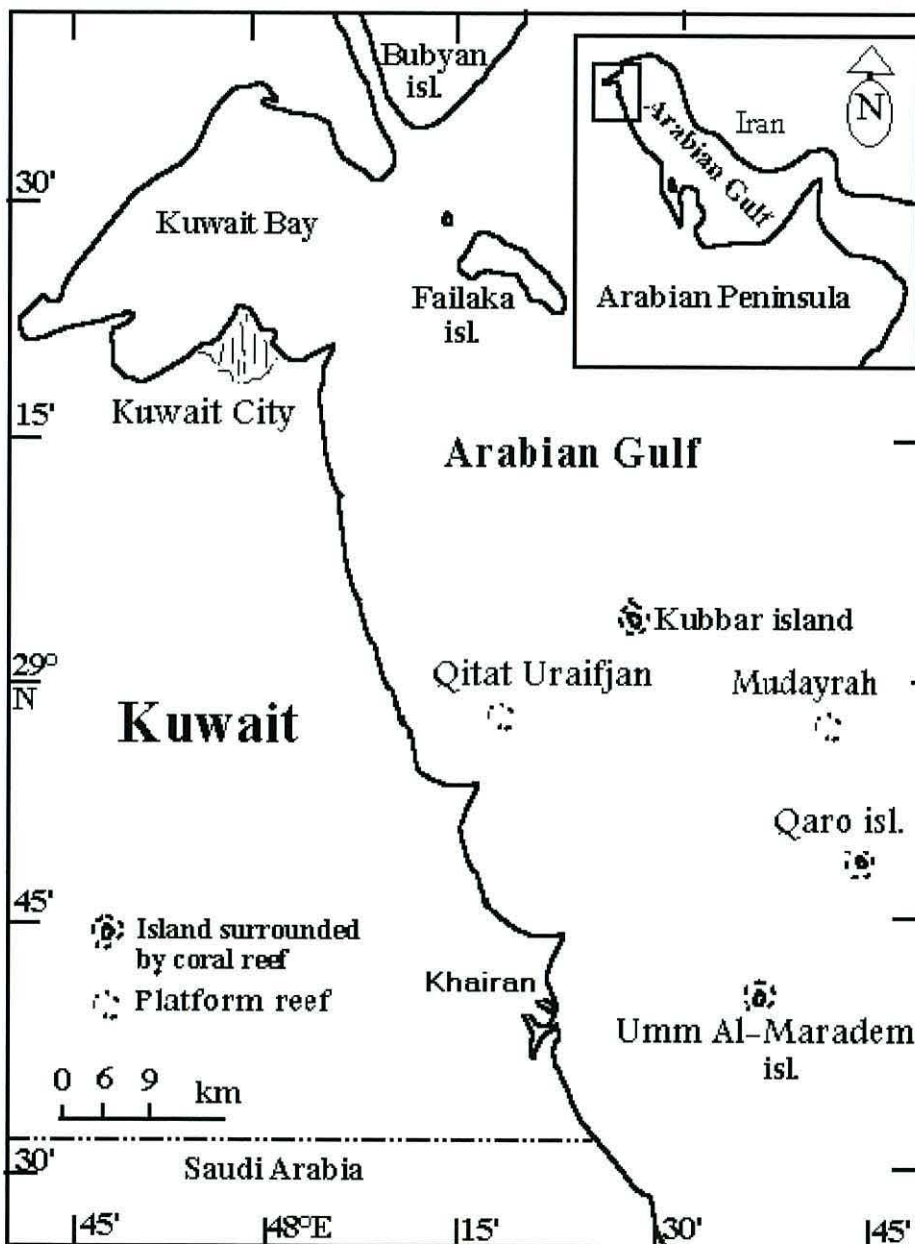 Bubyan
isl.
N
Iran
Arabian Gulf
Arabian Peninsula
30'
Kuwait Bay
Failaka
isl.
Kuwait City
15'
Arabian Gulf
Kubbar island
29°
N
Qitat Uraifjan
Mudayrah
Kuwait
Qaro isl.
45'
Island surrounded
by coral reef
Platform reef
Khairan
Umm Al-Maradem
isl.
0 6 9 km
30'
Saudi Arabia
45' 48°E 15' 30' 45'